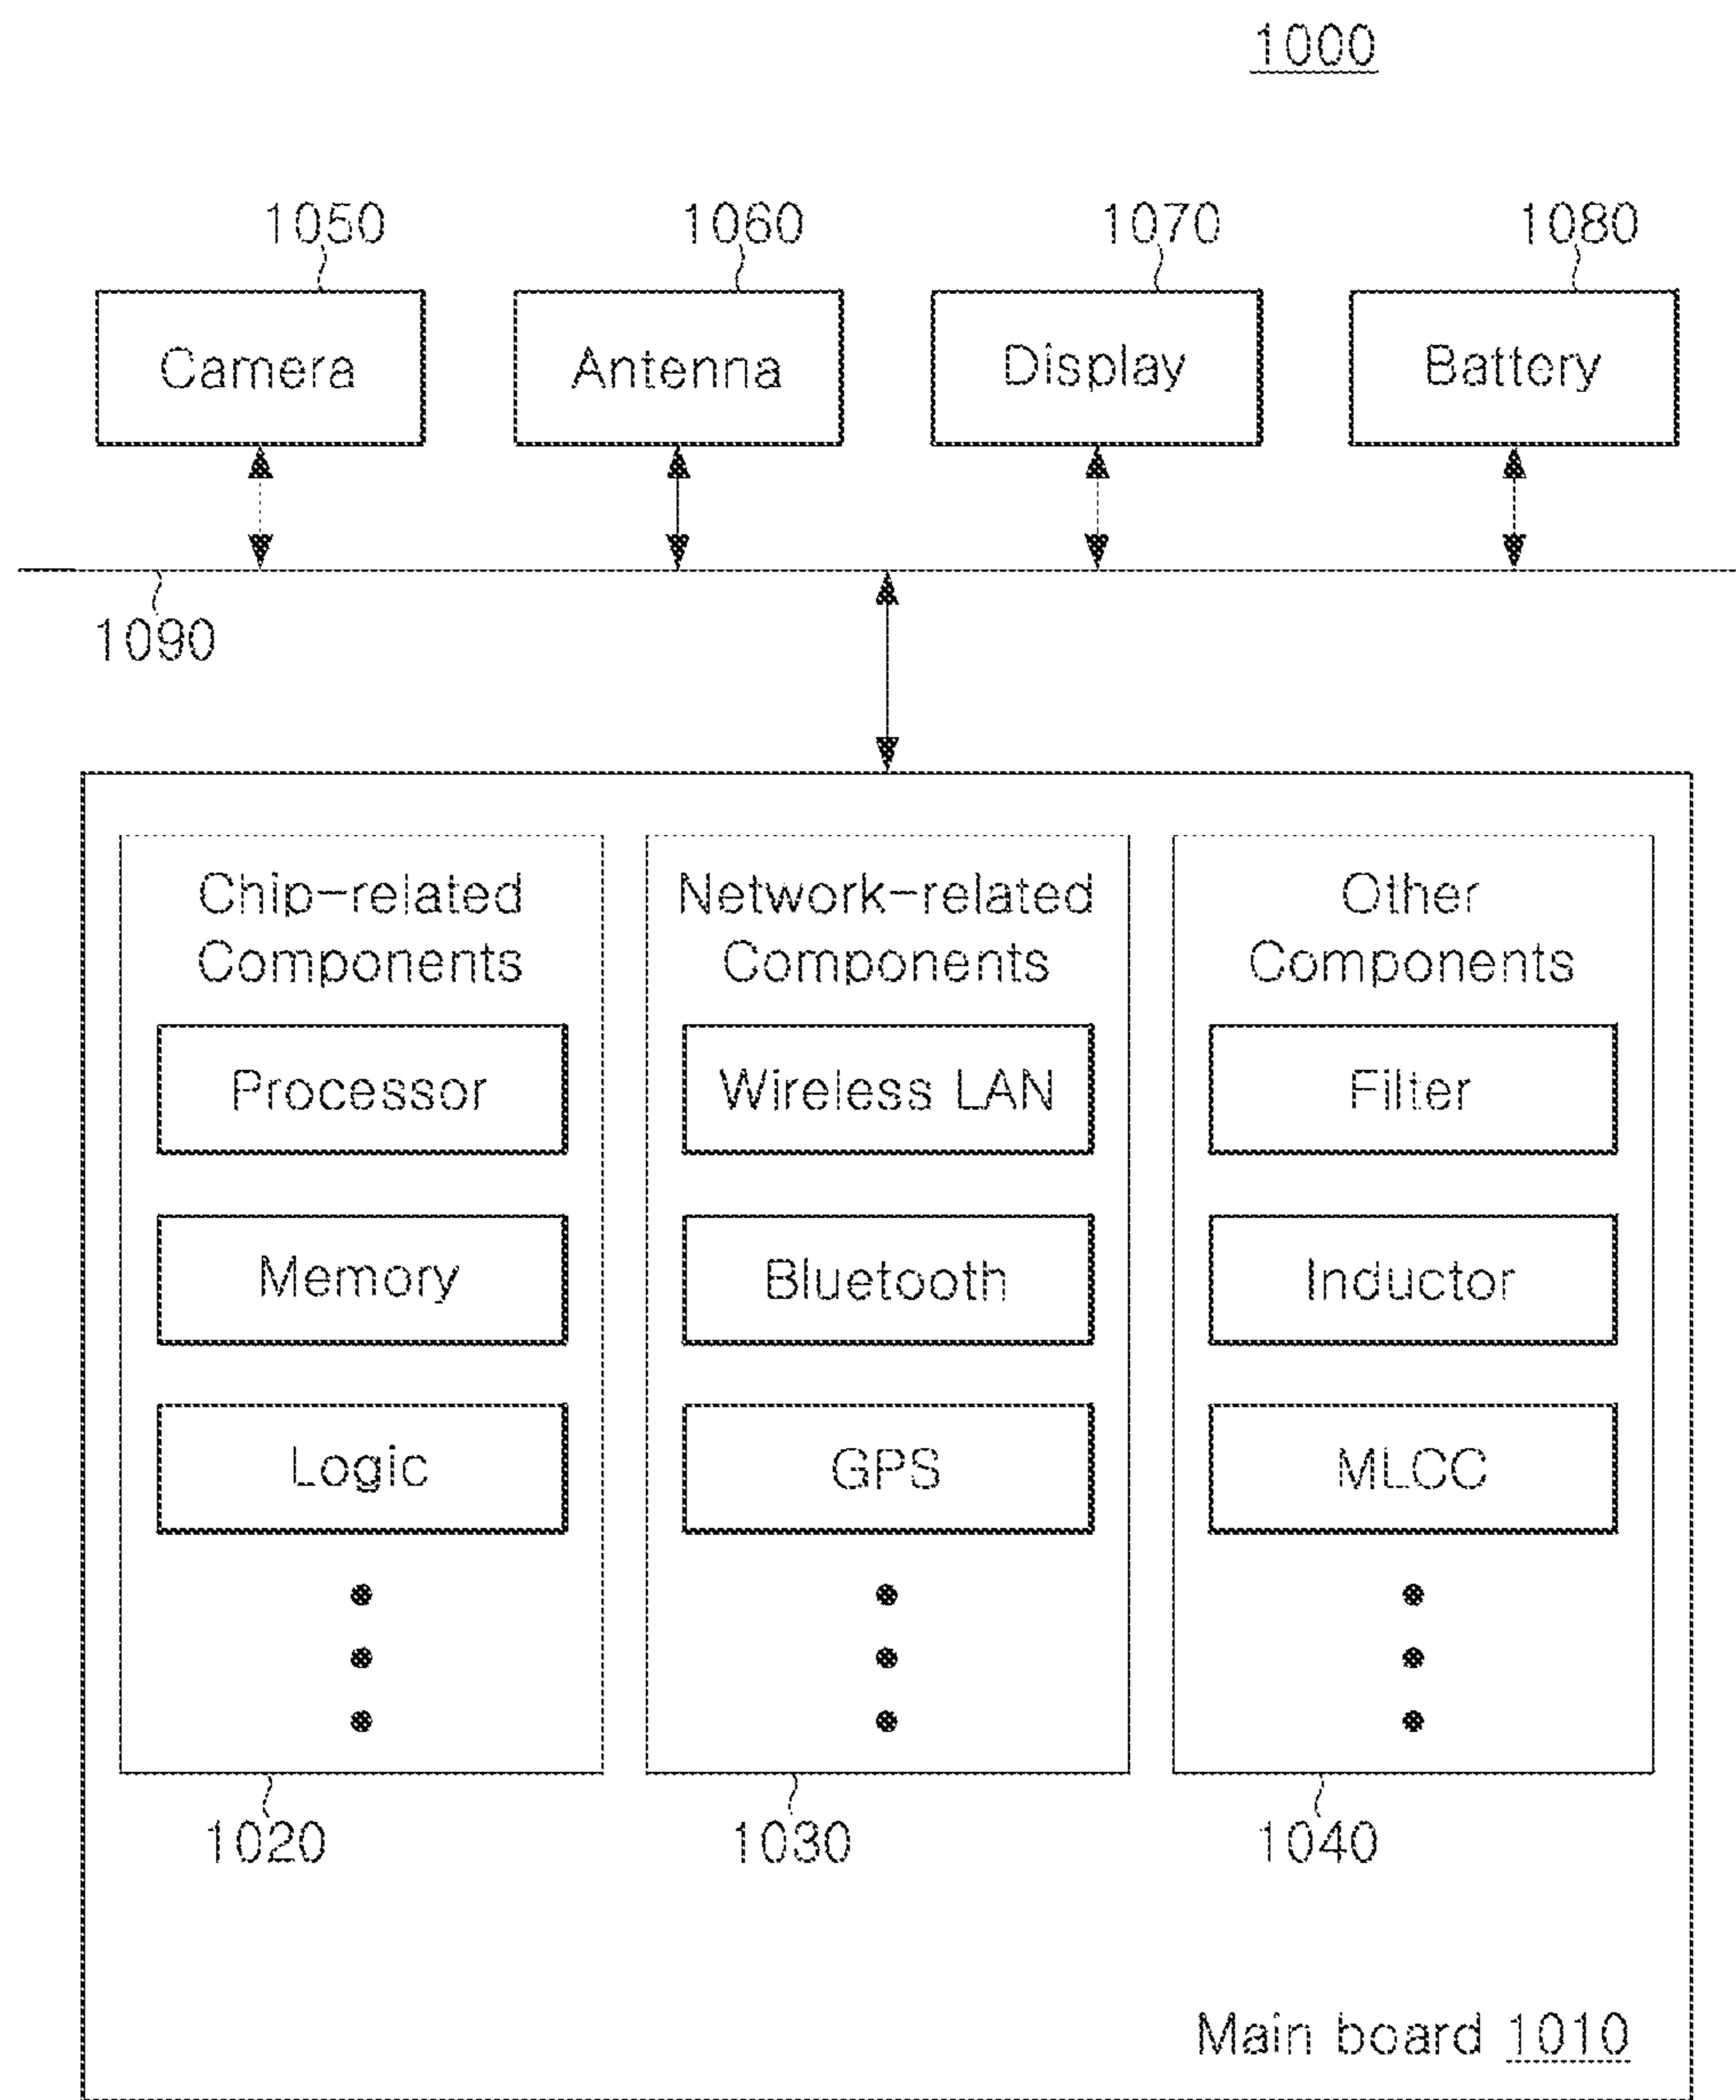 1000
1050 1060 1070 1080
Camera Antenna Display Battery
1090
Chip-related
Components
Processor
Memory
Logic
1020
Network-related
Components
Wireless LAN
Bluetooth
GPS
1030
Other
Components
Filter
Inductor
MLCC
1040
Main board 1010